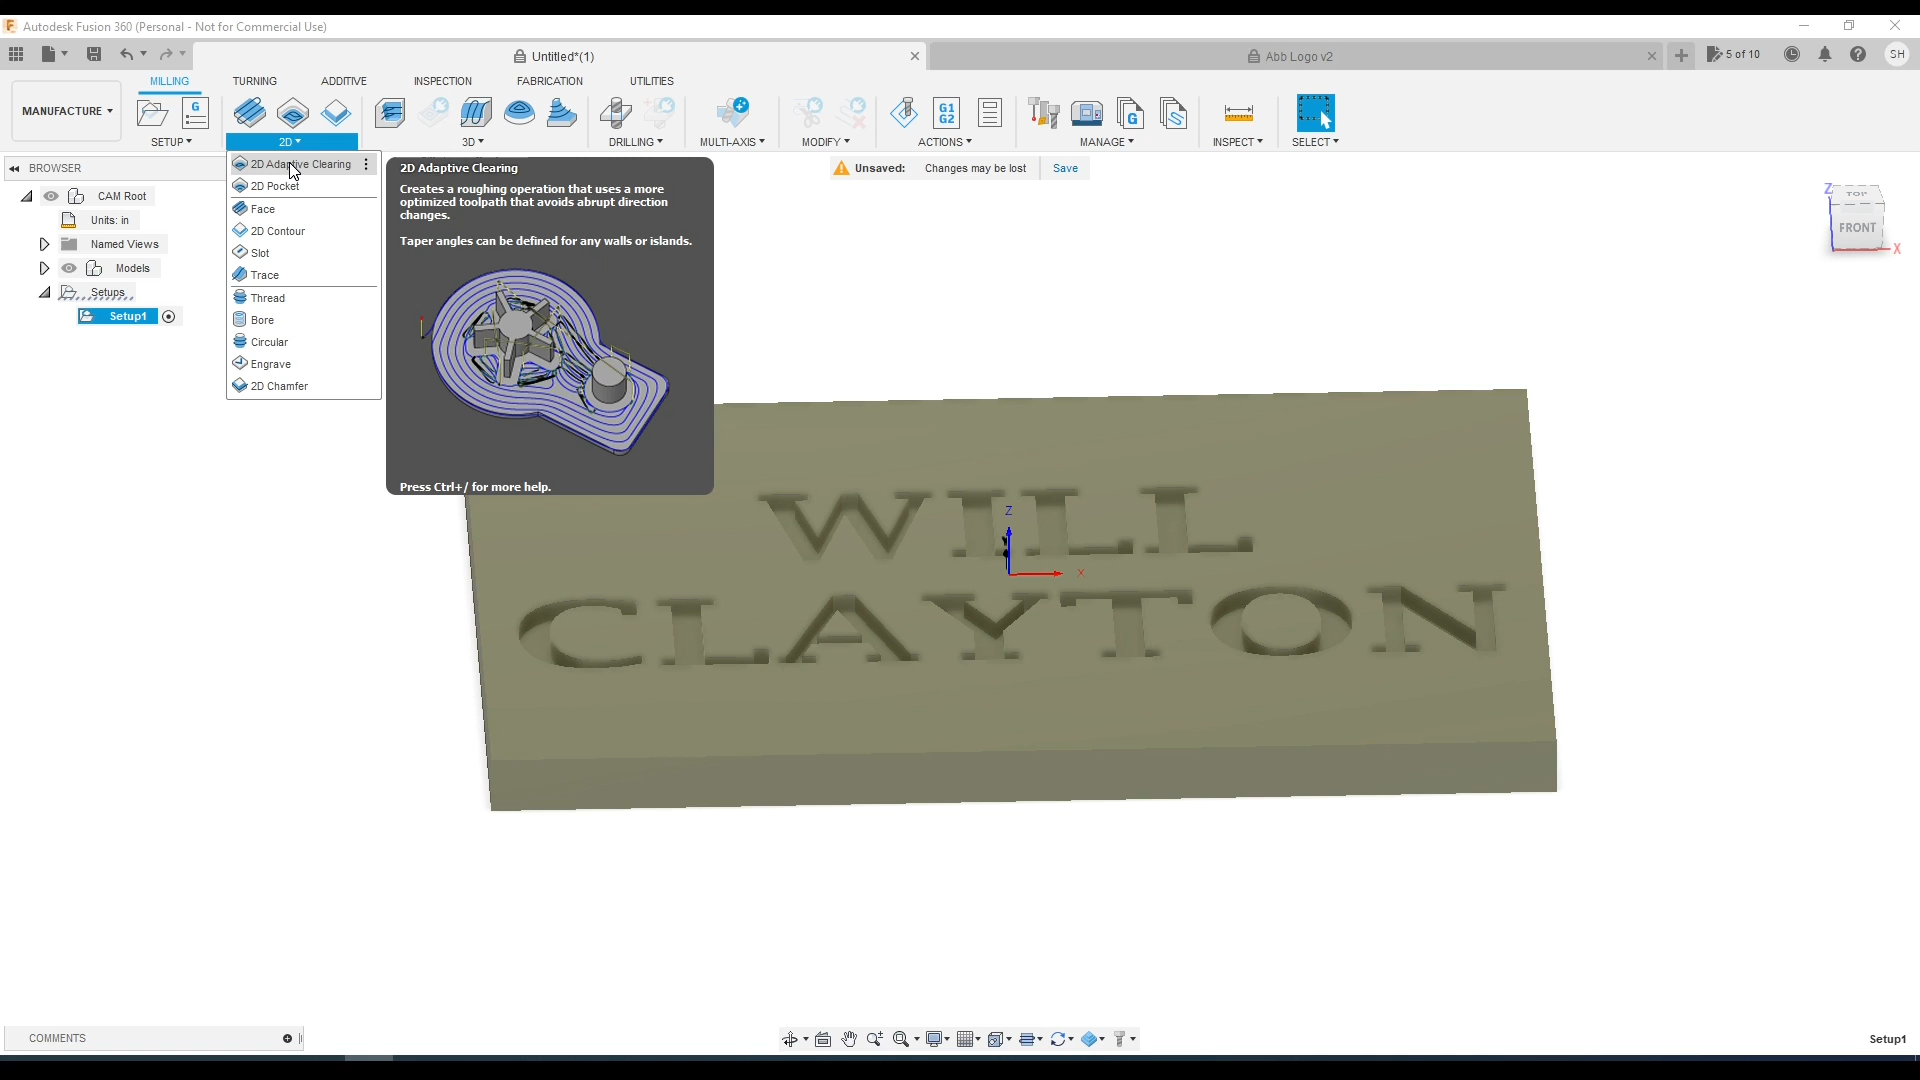 Autodesk Fusion 360 (Personal - Not for Commercial Use)
Untitled*(1)
Abb Logo v2
5 of 10
SH
MANUFACTURE
MILLING
TURNING
ADDITIVE
INSPECTION
FABRICATION
UTILITIES
G
G1
G2
G
SETUP
2D
3D
DRILLING
MULTI-AXIS
MODIFY
ACTIONS
MANAGE
INSPECT
SELECT
BROWSER
CAM Root
Units: in
Named Views
Models
Setups
Setup1
2D Adaptive Clearing
2D Pocket
Face
2D Contour
Slot
Trace
Thread
Bore
Circular
Engrave
2D Chamfer
2D Adaptive Clearing
Creates a roughing operation that uses a more
optimized toolpath that avoids abrupt direction
changes.
Taper angles can be defined for any walls or islands.
Press Ctrl+/ for more help.
Unsaved:
Changes may be lost
Save
Z
TOP
FRONT
X
WILL
Z
X
CLAYTON
COMMENTS
Setup1